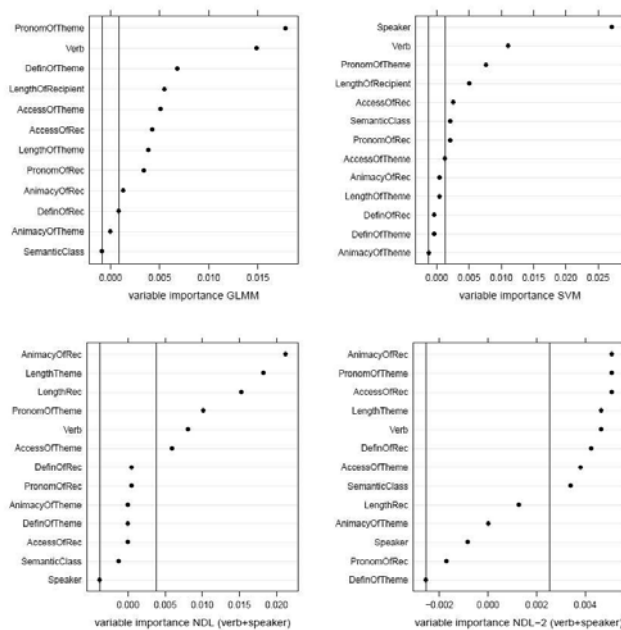 PronomOfTheme
Verb
DefinOfTheme
LengthOfRecipient
AccessOfTheme
AccessOfRec
LengthOfTheme
PronomOfRec
AnimacyOfRec
DefinOfRec
AnimacyOfTheme
SemanticClass
0.000 0.005 0.010 0.015
variable importance GLMM
Speaker
Verb
PronomOfTheme
LengthOfRecipient
AccessOfRec
SemanticClass
PronomOfRec
AccessOfTheme
AnimacyOfRec
LengthOfTheme
DefinOfRec
DefinOfTheme
AnimacyOfTheme
0.000 0.005 0.010 0.015 0.020 0.025
variable importance SVM
AnimacyOfRec
LengthTheme
LengthRec
PronomOfTheme
Verb
AccessOfTheme
DefinOfRec
PronomOfRec
AnimacyOfTheme
DefinOfTheme
AccessOfRec
SemanticClass
Speaker
0.000 0.005 0.010 0.015 0.020
variable importance NDL (verb+speaker)
AnimacyOfRec
PronomOfTheme
AccessOfRec
LengthTheme
Verb
DefinOfRec
AccessOfTheme
SemanticClass
LengthRec
AnimacyOfTheme
Speaker
PronomOfRec
DefinOfTheme
−0.002 0.000 0.002 0.004
variable importance NDL−2 (verb+speaker)